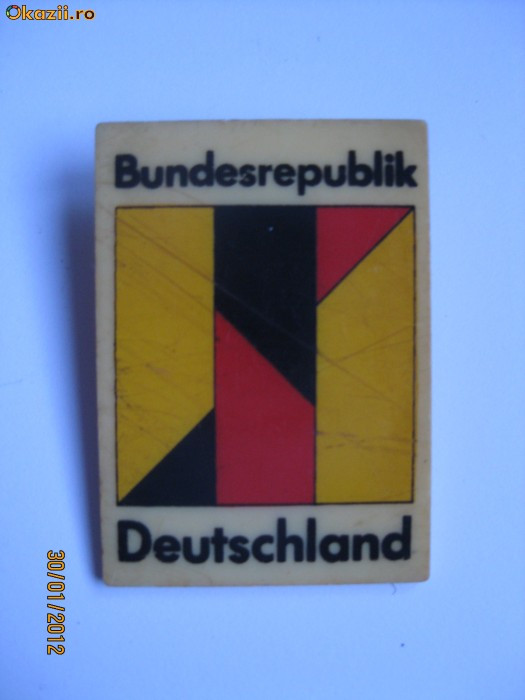 Okazii.ro
Bundesrepublik
Deutschland
30/01/2012